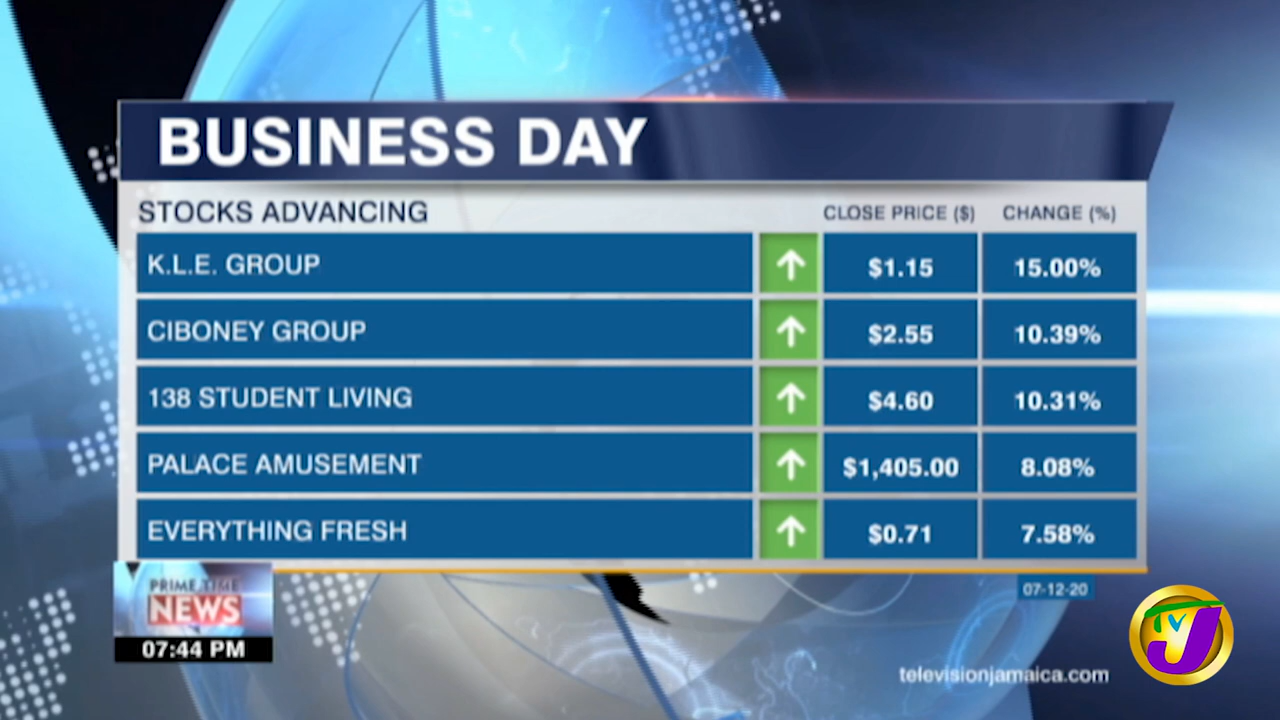 BUSINESS DAY
STOCKS ADVANCING CLOSE PRICE ($) CHANGE (%)
K.L.E. GROUP $1.15 15.00%
CIBONEY GROUP $2.55 10.39%
138 STUDENT LIVING $4.60 10.31%
PALACE AMUSEMENT $1,405.00 8.08%
EVERYTHING FRESH $0.71 7.58%
PRIME TIME
NEWS
07:44 PM
07-12-20
TVJ
televisionjamaica.com